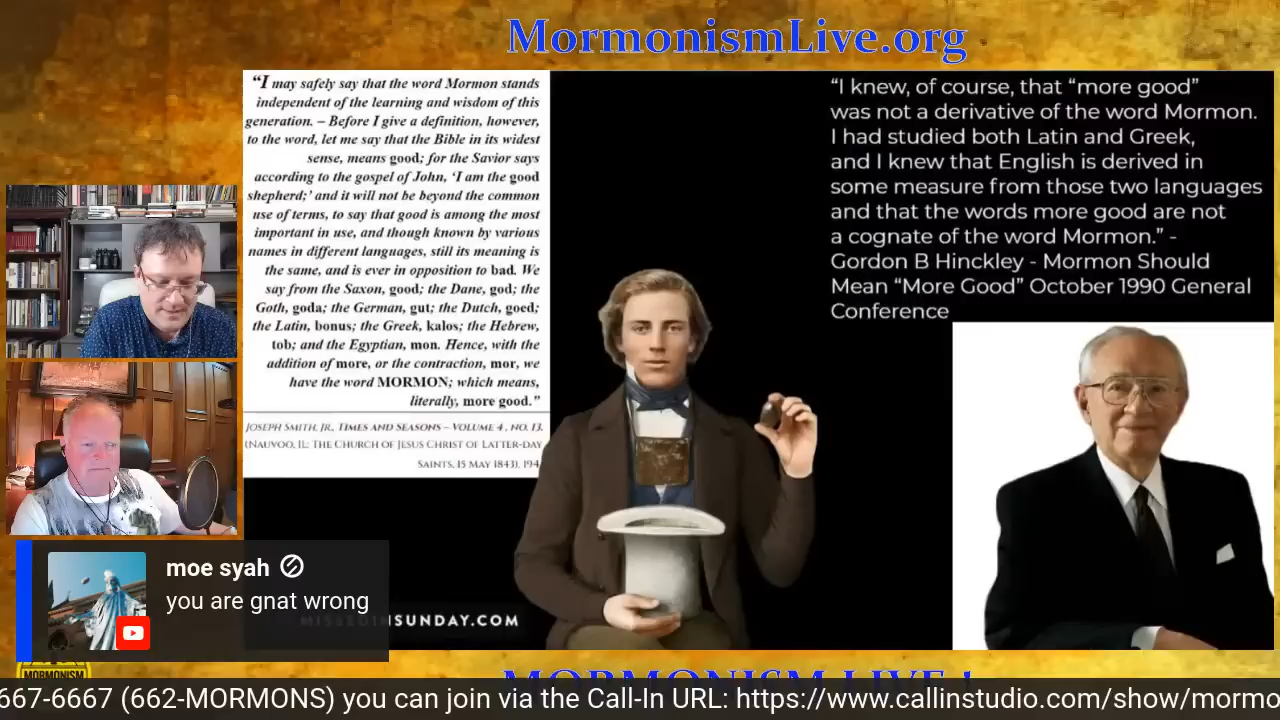 MormonismLive.org
“I may safely say that the word Mormon stands
independent of the learning and wisdom of this
generation. – Before I give a definition, however,
to the word, let me say that the Bible in its widest
sense, means good; for the Savior says
according to the gospel of John, ‘I am the good
shepherd;’ and it will not be beyond the common
use of terms, to say that good is among the most
important in use, and though known by various
names in different languages, still its meaning is
the same, and is ever in opposition to bad. We
say from the Saxon, good; the Dane, god; the
Goth, goda; the German, gut; the Dutch, goed;
the Latin, bonus; the Greek, kalos; the Hebrew,
tob; and the Egyptian, mon. Hence, with the
addition of more, or the contraction, mor, we
have the word MORMON; which means,
literally, more good.”
JOSEPH SMITH, JR., TIMES AND SEASONS – VOLUME 4, NO. 13.
(NAUVOO, IL: THE CHURCH OF JESUS CHRIST OF LATTER-DAY
SAINTS, 15 MAY 1843), 194
“I knew, of course, that “more good”
was not a derivative of the word Mormon.
I had studied both Latin and Greek,
and I knew that English is derived in
some measure from those two languages
and that the words more good are not
a cognate of the word Mormon.” -
Gordon B Hinckley - Mormon Should
Mean “More Good” October 1990 General
Conference
moe syah
you are gnat wrong
MISSEDINSUNDAY.COM
MORMONISM
MORMONISM LIVE !
667-6667 (662-MORMONS) you can join via the Call-In URL: https://www.callinstudio.com/show/mormo